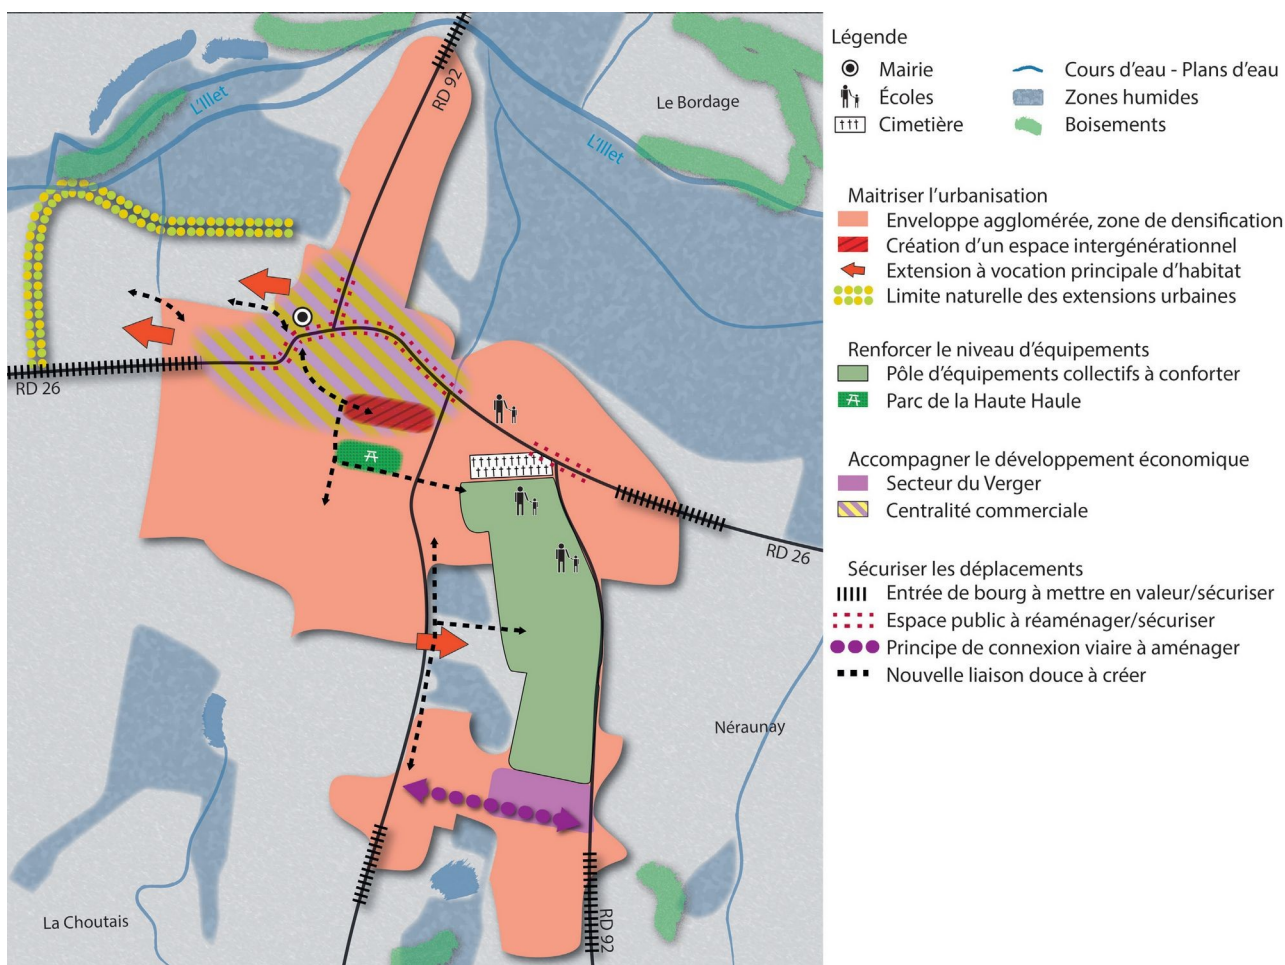 RD 92
L'Illet
Le Bordage
L'Illet
RD 26
RD 26
Néraunay
La Choutais
RD 92
Légende
Mairie
Écoles
Cimetière
Cours d'eau - Plans d'eau
Zones humides
Boisements
Maitriser l'urbanisation
Enveloppe agglomérée, zone de densification
Création d'un espace intergénérationnel
Extension à vocation principale d'habitat
Limite naturelle des extensions urbaines
Renforcer le niveau d'équipements
Pôle d'équipements collectifs à conforter
Parc de la Haute Haule
Accompagner le développement économique
Secteur du Verger
Centralité commerciale
Sécuriser les déplacements
Entrée de bourg à mettre en valeur/sécuriser
Espace public à réaménager/sécuriser
Principe de connexion viaire à aménager
Nouvelle liaison douce à créer